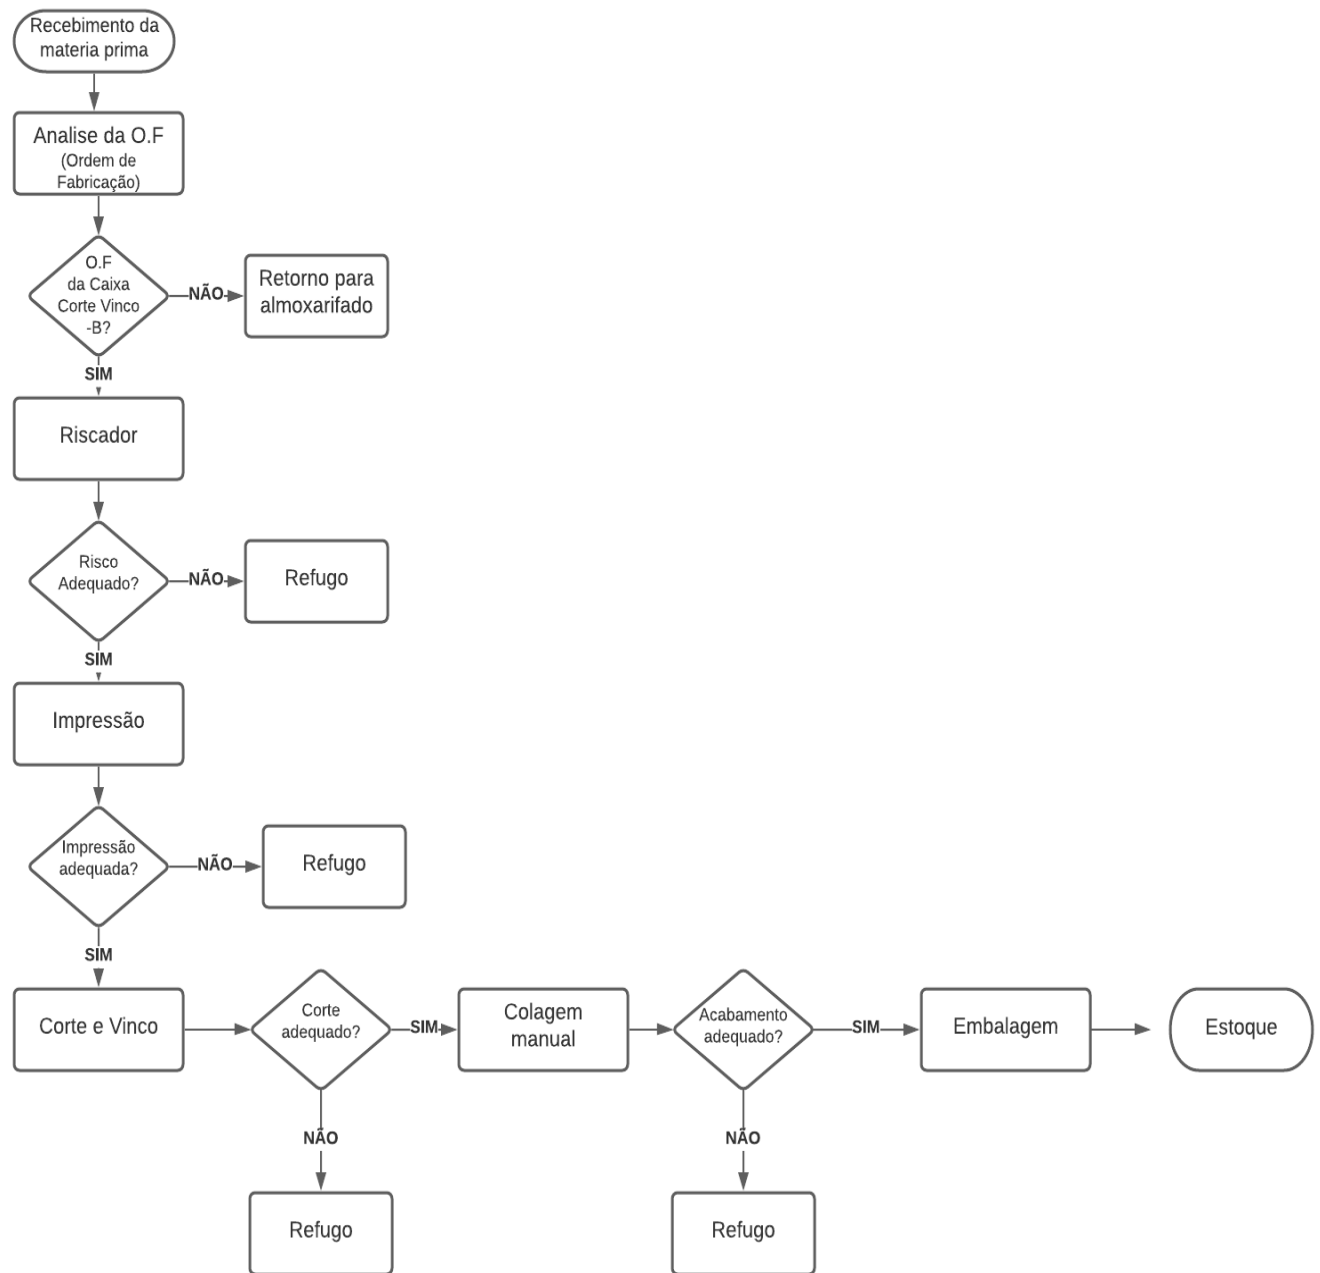 Recebimento da
materia prima
Analise da O.F
(Ordem de
Fabricação)
O.F
da Caixa
Corte Vinco
-B?
NÃO
Retorno para
almoxarifado
SIM
Riscador
Risco
Adequado?
NÃO
Refugo
SIM
Impressão
Impressão
adequada?
NÃO
Refugo
SIM
Corte e Vinco
Corte
adequado?
SIM
Colagem
manual
Acabamento
adequado?
SIM
Embalagem
Estoque
NÃO
NÃO
Refugo
Refugo